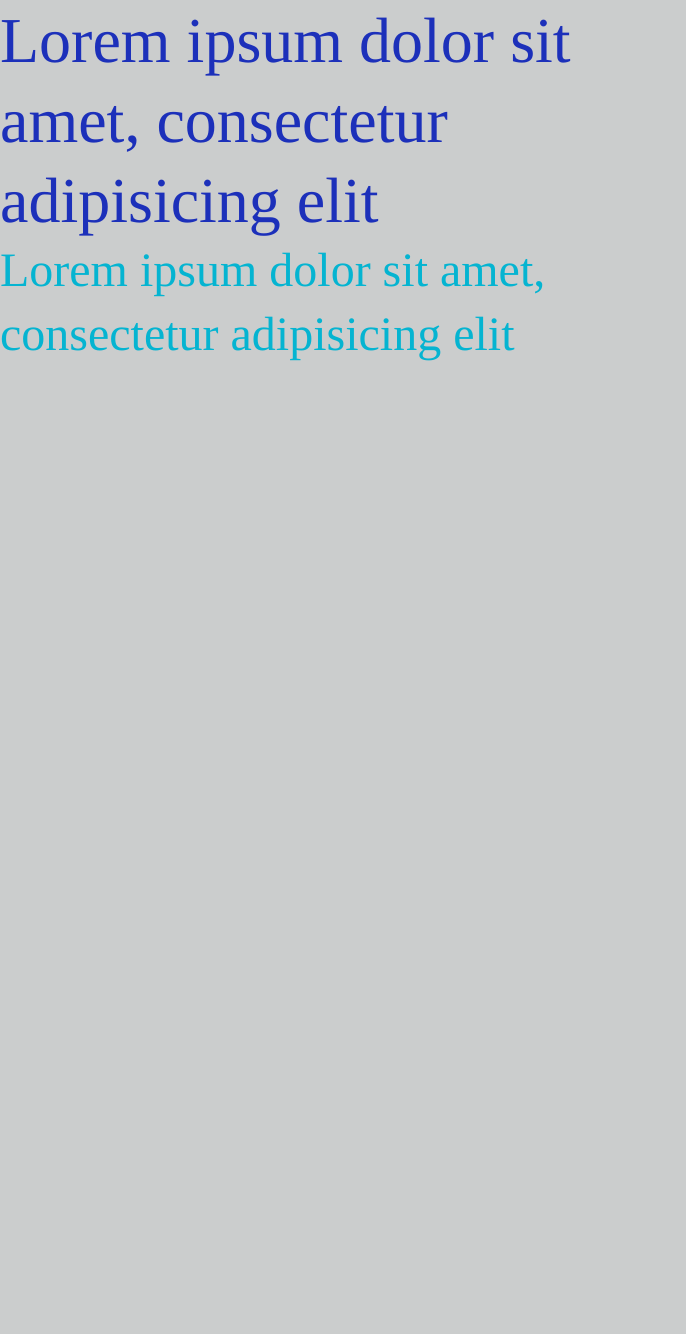 Lorem ipsum dolor sit
amet, consectetur
adipisicing elit
Lorem ipsum dolor sit amet,
consectetur adipisicing elit